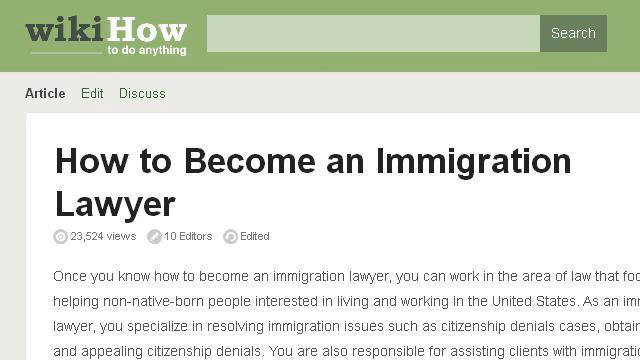 wikiHow
to do anything
Search
Article Edit Discuss
How to Become an Immigration
Lawyer
23,524 views 10 Editors Edited
Once you know how to become an immigration lawyer, you can work in the area of law that
helping non-native-born people interested in living and working in the United States. As an
lawyer, you specialize in resolving immigration issues such as citizenship denials cases,
and appealing citizenship denials. You are also responsible for assisting clients with